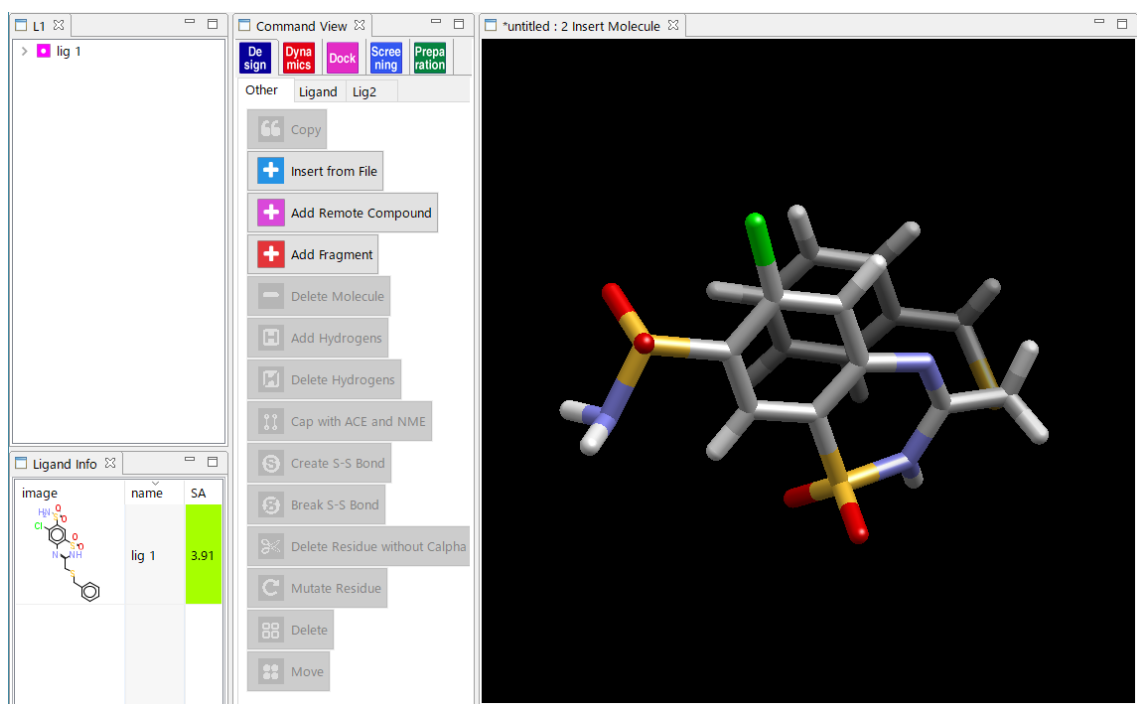 L1
lig 1
Ligand Info
image
name
SA
H₂N
S
O
O
Cl
S
O
O
N
NH
S
lig 1
3.91
Command View
De
sign
Dyna
mics
Dock
Scree
ning
Prepa
ration
Other
Ligand
Lig2
Copy
Insert from File
Add Remote Compound
Add Fragment
Delete Molecule
Add Hydrogens
Delete Hydrogens
Cap with ACE and NME
Create S-S Bond
Break S-S Bond
Delete Residue without Calpha
Mutate Residue
Delete
Move
*untitled : 2 Insert Molecule